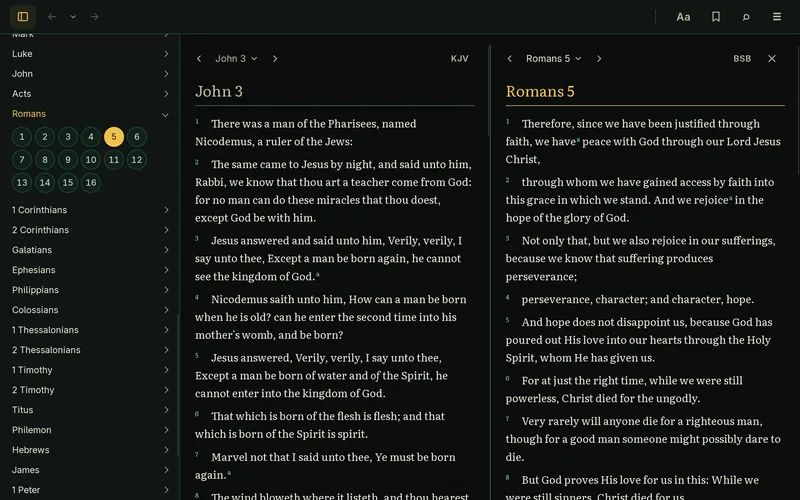 Aa
Mark
Luke
John
Acts
Romans
1 2 3 4 5 6
7 8 9 10 11 12
13 14 15 16
1 Corinthians
2 Corinthians
Galatians
Ephesians
Philippians
Colossians
1 Thessalonians
2 Thessalonians
1 Timothy
2 Timothy
Titus
Philemon
Hebrews
James
1 Peter
John 3
KJV
John 3
1 There was a man of the Pharisees, named
Nicodemus, a ruler of the Jews:
2 The same came to Jesus by night, and said unto him,
Rabbi, we know that thou art a teacher come from God:
for no man can do these miracles that thou doest,
except God be with him.
3 Jesus answered and said unto him, Verily, verily, I
say unto thee, Except a man be born again, he cannot
see the kingdom of God.a
4 Nicodemus saith unto him, How can a man be born
when he is old? can he enter the second time into his
mother's womb, and be born?
5 Jesus answered, Verily, verily, I say unto thee,
Except a man be born of water and of the Spirit, he
cannot enter into the kingdom of God.
6 That which is born of the flesh is flesh; and that
which is born of the Spirit is spirit.
7 Marvel not that I said unto thee, Ye must be born
again.a
8 The wind bloweth where it listeth, and thou hearest
Romans 5
BSB
Romans 5
1 Therefore, since we have been justified through
faith, we havea peace with God through our Lord Jesus
Christ,
2 through whom we have gained access by faith into
this grace in which we stand. And we rejoicea in the
hope of the glory of God.
3 Not only that, but we also rejoice in our sufferings,
because we know that suffering produces
perseverance;
4 perseverance, character; and character, hope.
5 And hope does not disappoint us, because God has
poured out His love into our hearts through the Holy
Spirit, whom He has given us.
6 For at just the right time, while we were still
powerless, Christ died for the ungodly.
7 Very rarely will anyone die for a righteous man,
though for a good man someone might possibly dare to
die.
8 But God proves His love for us in this: While we
were still sinners, Christ died for us.